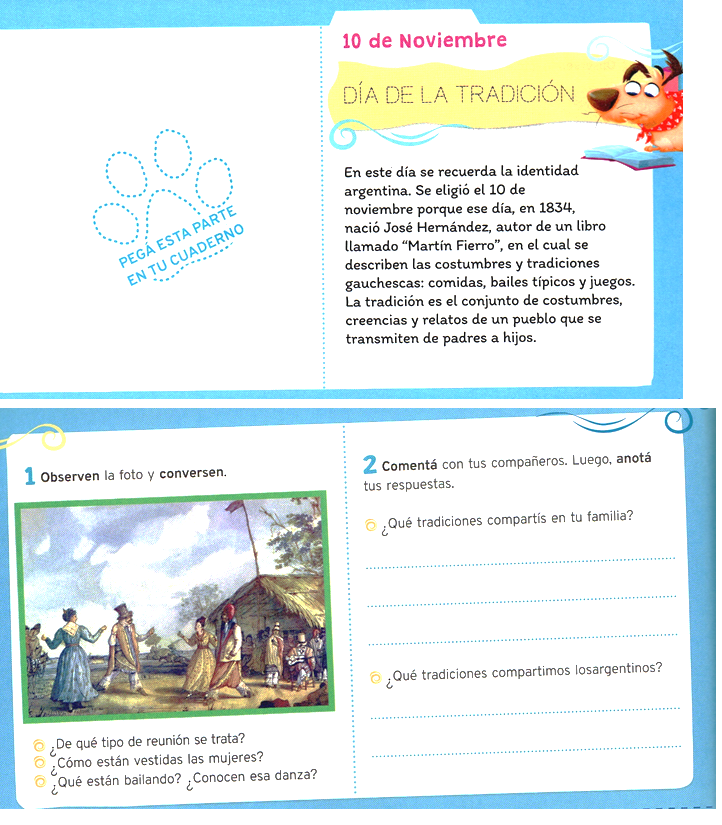 PEGÁ ESTA PARTE
EN TU CUADERNO
10 de Noviembre
DÍA DE LA TRADICIÓN
En este día se recuerda la identidad
argentina. Se eligió el 10 de
noviembre porque ese día, en 1834,
nació José Hernández, autor de un libro
llamado “Martín Fierro”, en el cual se
describen las costumbres y tradiciones
gauchescas: comidas, bailes típicos y juegos.
La tradición es el conjunto de costumbres,
creencias y relatos de un pueblo que se
transmiten de padres a hijos.
1 Observen la foto y conversen.
¿De qué tipo de reunión se trata?
¿Cómo están vestidas las mujeres?
¿Qué están bailando? ¿Conocen esa danza?
2 Comentá con tus compañeros. Luego, anotá
tus respuestas.
¿Qué tradiciones compartís en tu familia?
¿Qué tradiciones compartimos losargentinos?